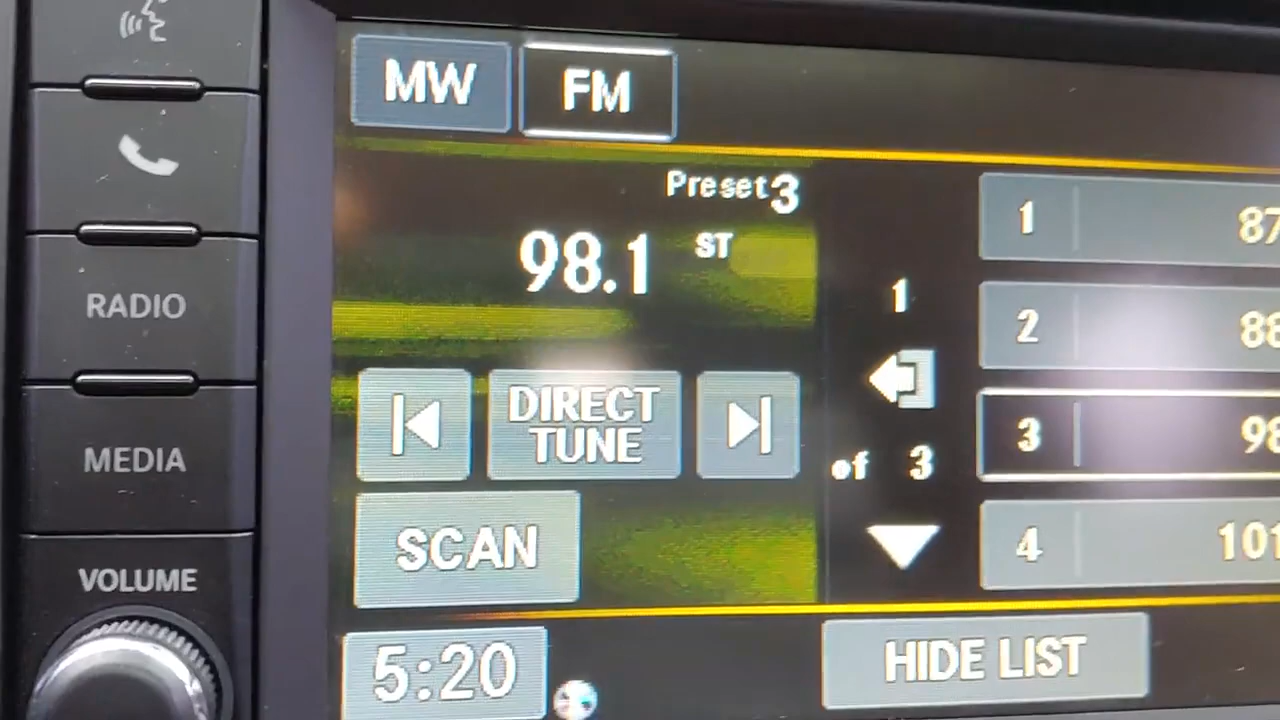 MW FM
Preset 3
98.1 ST
RADIO
MEDIA
VOLUME
DIRECT
TUNE
SCAN
5:20
1
of 3
1 87
2 88
3 98
4 101
HIDE LIST